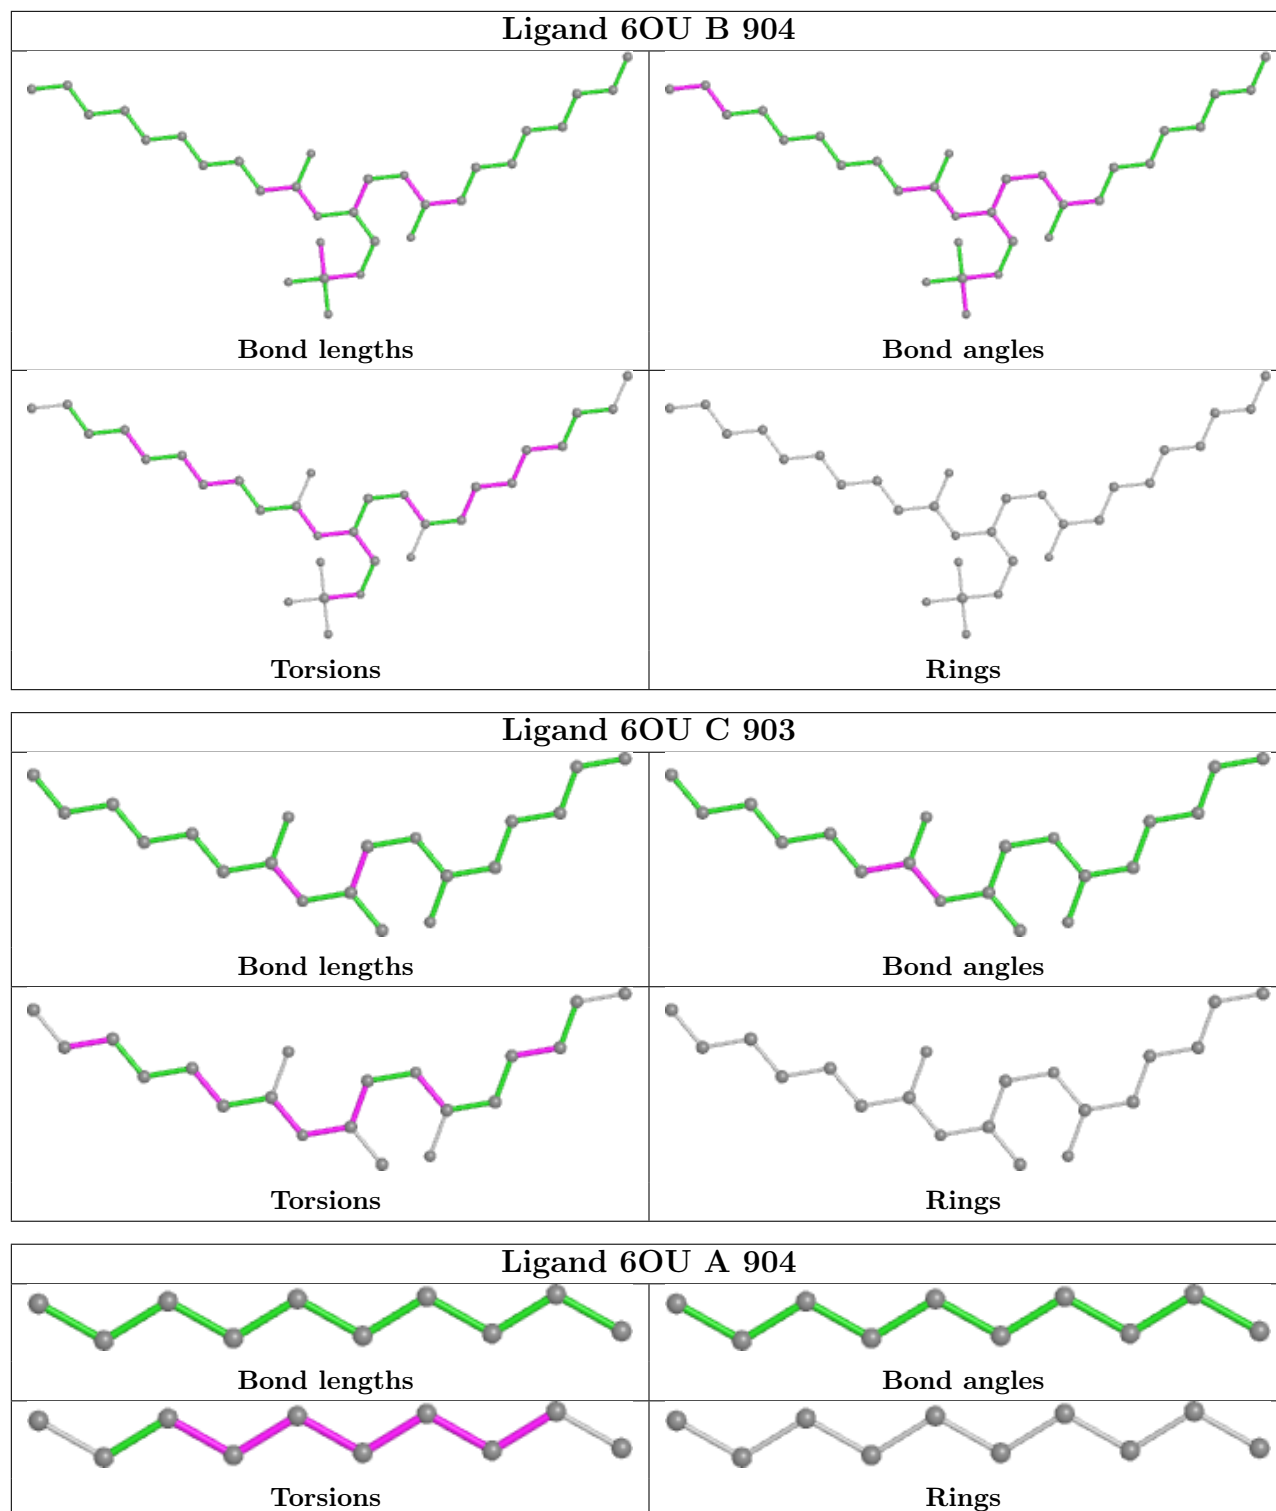 Ligand 6OU B 904
Bond lengths
Bond angles
Torsions
Rings
Ligand 6OU C 903
Bond lengths
Bond angles
Torsions
Rings
Ligand 6OU A 904
Bond lengths
Bond angles
Torsions
Rings